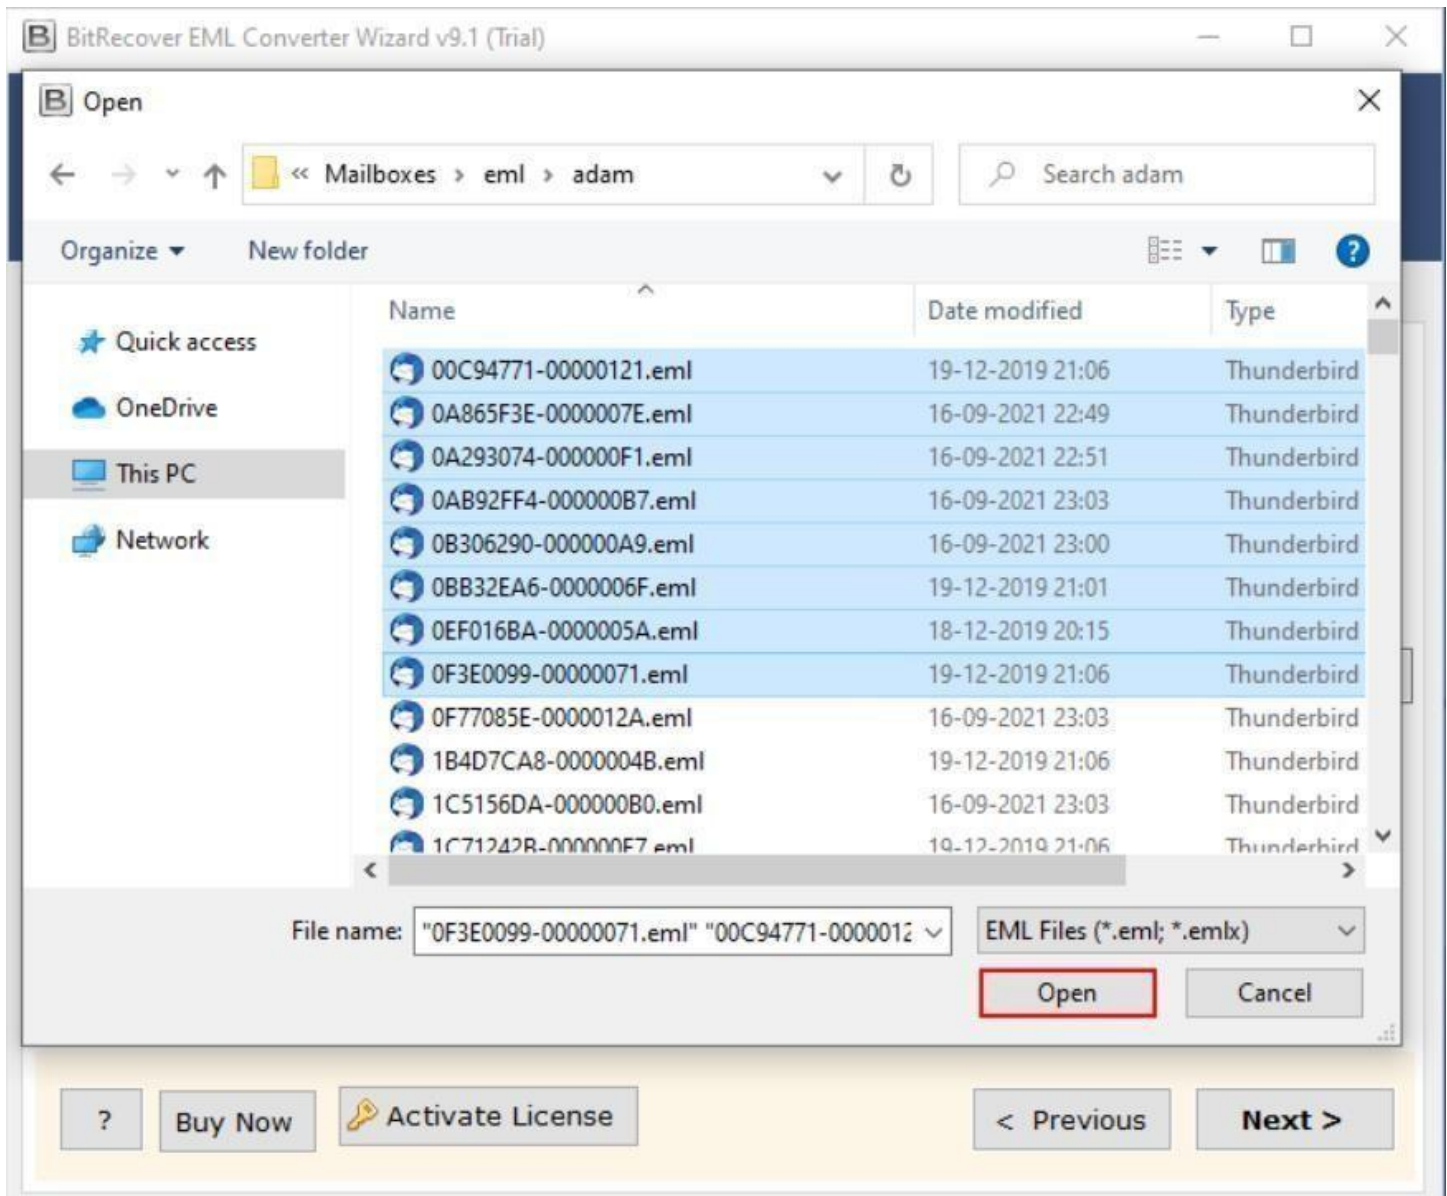 BitRecover EML Converter Wizard v9.1 (Trial)
Open
« Mailboxes > eml > adam
Search adam
Organize
New folder
Name Date modified Type
Quick access
OneDrive
This PC
Network
00C94771-00000121.eml 19-12-2019 21:06 Thunderbird
0A865F3E-0000007E.eml 16-09-2021 22:49 Thunderbird
0A293074-000000F1.eml 16-09-2021 22:51 Thunderbird
0AB92FF4-000000B7.eml 16-09-2021 23:03 Thunderbird
0B306290-000000A9.eml 16-09-2021 23:00 Thunderbird
0BB32EA6-0000006F.eml 19-12-2019 21:01 Thunderbird
0EF016BA-0000005A.eml 18-12-2019 20:15 Thunderbird
0F3E0099-00000071.eml 19-12-2019 21:06 Thunderbird
0F77085E-0000012A.eml 16-09-2021 23:03 Thunderbird
1B4D7CA8-0000004B.eml 19-12-2019 21:06 Thunderbird
1C5156DA-000000B0.eml 16-09-2021 23:03 Thunderbird
19-12-2019 21:06 Thunderbird
File name: "0F3E0099-00000071.eml" "00C94771-0000012
EML Files (*.eml; *.emlx)
Open
Cancel
?
Buy Now
Activate License
< Previous
Next >